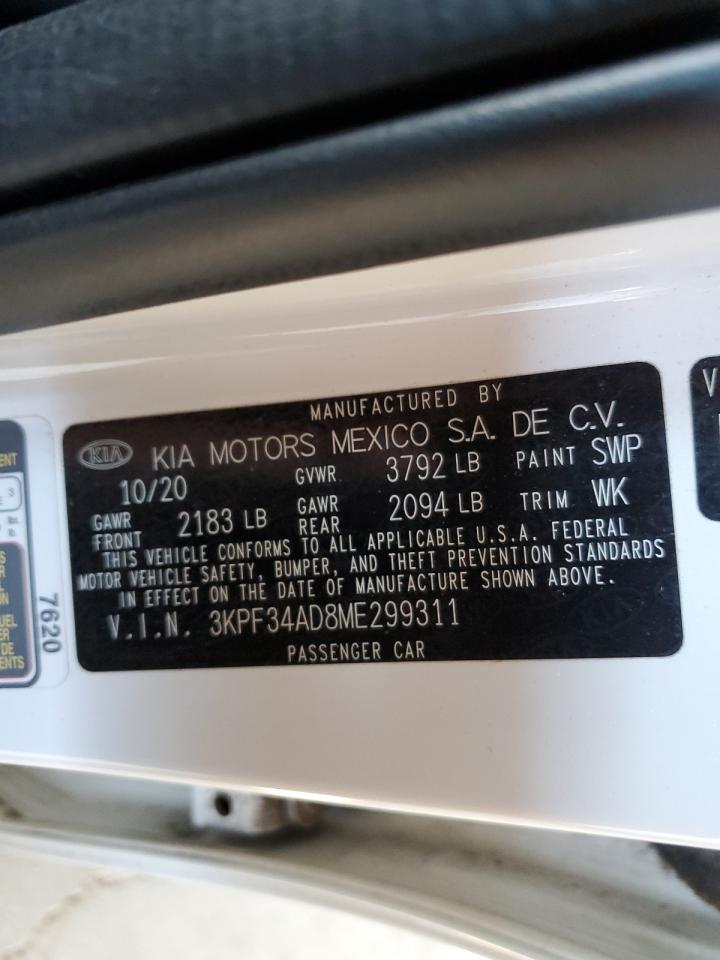 MANUFACTURED BY
KIA KIA MOTORS MEXICO S.A. DE C.V.
10/20 GVWR 3792 LB PAINT SWP
GAWR FRONT 2183 LB GAWR REAR 2094 LB TRIM WK
THIS VEHICLE CONFORMS TO ALL APPLICABLE U.S.A. FEDERAL
MOTOR VEHICLE SAFETY, BUMPER, AND THEFT PREVENTION STANDARDS
IN EFFECT ON THE DATE OF MANUFACTURE SHOWN ABOVE.
V.I.N. 3KPF34AD8ME299311
PASSENGER CAR
7620